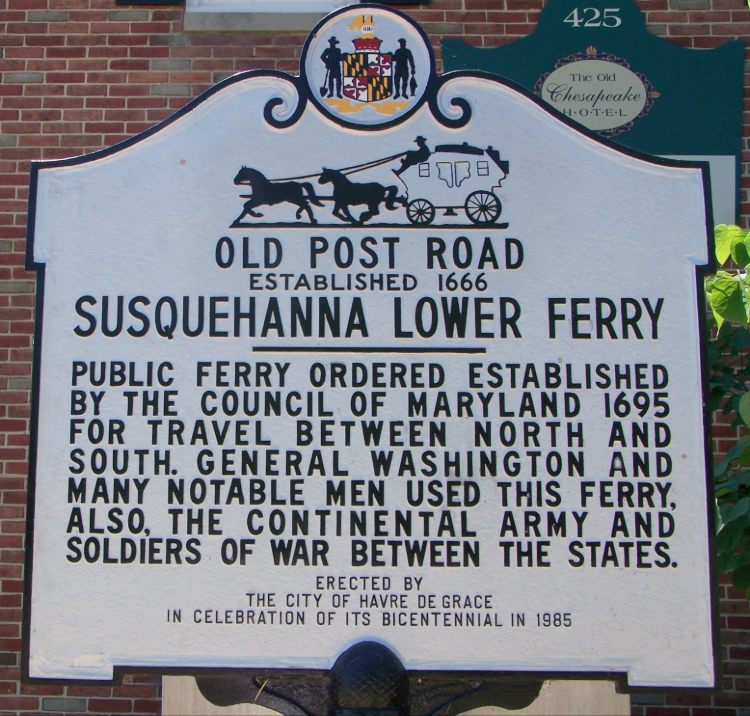 425
The Old
Chesapeake
H·O·T·E·L
OLD POST ROAD
ESTABLISHED 1666
SUSQUEHANNA LOWER FERRY
PUBLIC FERRY ORDERED ESTABLISHED
BY THE COUNCIL OF MARYLAND 1695
FOR TRAVEL BETWEEN NORTH AND
SOUTH. GENERAL WASHINGTON AND
MANY NOTABLE MEN USED THIS FERRY,
ALSO, THE CONTINENTAL ARMY AND
SOLDIERS OF WAR BETWEEN THE STATES.
ERECTED BY
THE CITY OF HAVRE DE GRACE
IN CELEBRATION OF ITS BICENTENNIAL IN 1985